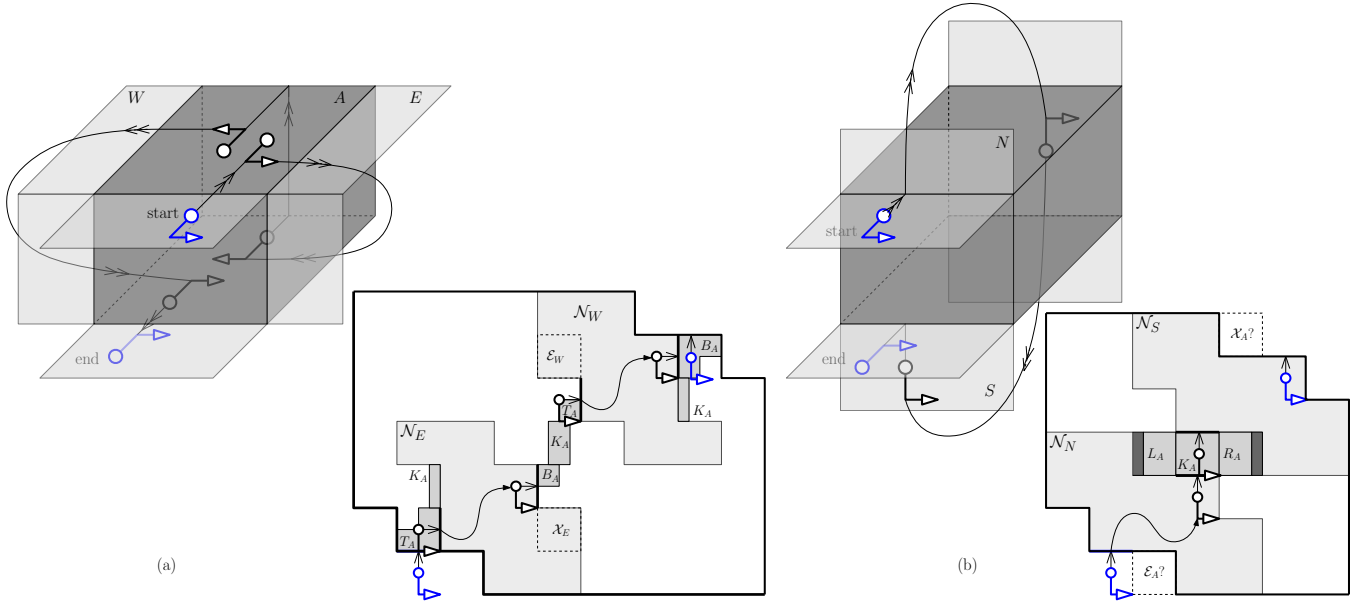 W
A
E
start
end
(a)
𝒩_W
ℰ_W
B_A
K_A
T_A
K_A
𝒩_E
K_A
B_A
T_A
𝒳_E
N
start
end
S
(b)
𝒩_S
𝒳_A?
𝒩_N
L_A
K_A
R_A
ℰ_A?